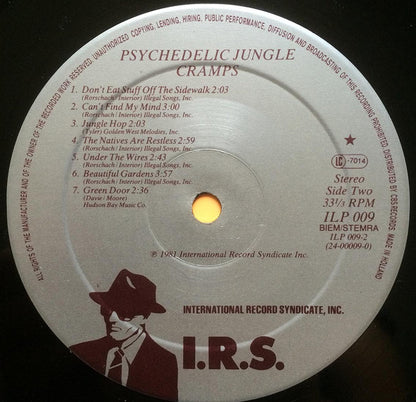 ALL RIGHTS OF THE MANUFACTURER AND OF THE OWNER OF THE RECORDED WORK RESERVED. UNAUTHORIZED COPYING, LENDING, HIRING, PUBLIC PERFORMANCE, DIFFUSION AND BROADCASTING OF THIS RECORDING PROHIBITED. DISTRIBUTED BY CBS RECORDS. MADE IN HOLLAND
PSYCHEDELIC JUNGLE
CRAMPS
1. Don't Eat Stuff Off The Sidewalk 2:03
(Rorschach/Interior) Illegal Songs, Inc.
2. Can't Find My Mind 3:00
(Rorschach/Interior) Illegal Songs, Inc.
3. Jungle Hop 2:03
(Tyler) Golden West Melodies, Inc.
4. The Natives Are Restless 2:59
(Rorschach/Interior) Illegal Songs, Inc.
5. Under The Wires 2:43
(Rorschach/Interior) Illegal Songs, Inc.
6. Beautiful Gardens 3:57
(Rorschach/Interior) Illegal Songs, Inc.
7. Green Door 2:36
(Davie/Moore)
Hudson Bay Music Co.
LC-7014
Stereo
Side Two
33⅓ RPM
ILP 009
BIEM/STEMRA
ILP 009-2
(24-00009-0)
℗ 1981 International Record Syndicate Inc.
INTERNATIONAL RECORD SYNDICATE, INC.
I.R.S.